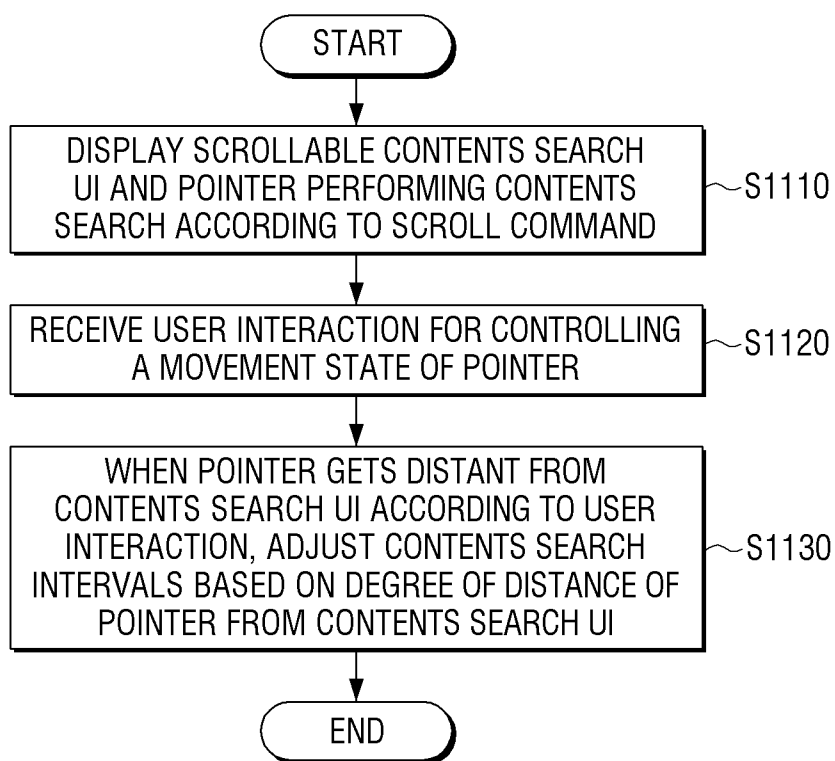 START
DISPLAY SCROLLABLE CONTENTS SEARCH
UI AND POINTER PERFORMING CONTENTS
SEARCH ACCORDING TO SCROLL COMMAND
S1110
RECEIVE USER INTERACTION FOR CONTROLLING
A MOVEMENT STATE OF POINTER
S1120
WHEN POINTER GETS DISTANT FROM
CONTENTS SEARCH UI ACCORDING TO USER
INTERACTION, ADJUST CONTENTS SEARCH
INTERVALS BASED ON DEGREE OF DISTANCE OF
POINTER FROM CONTENTS SEARCH UI
S1130
END